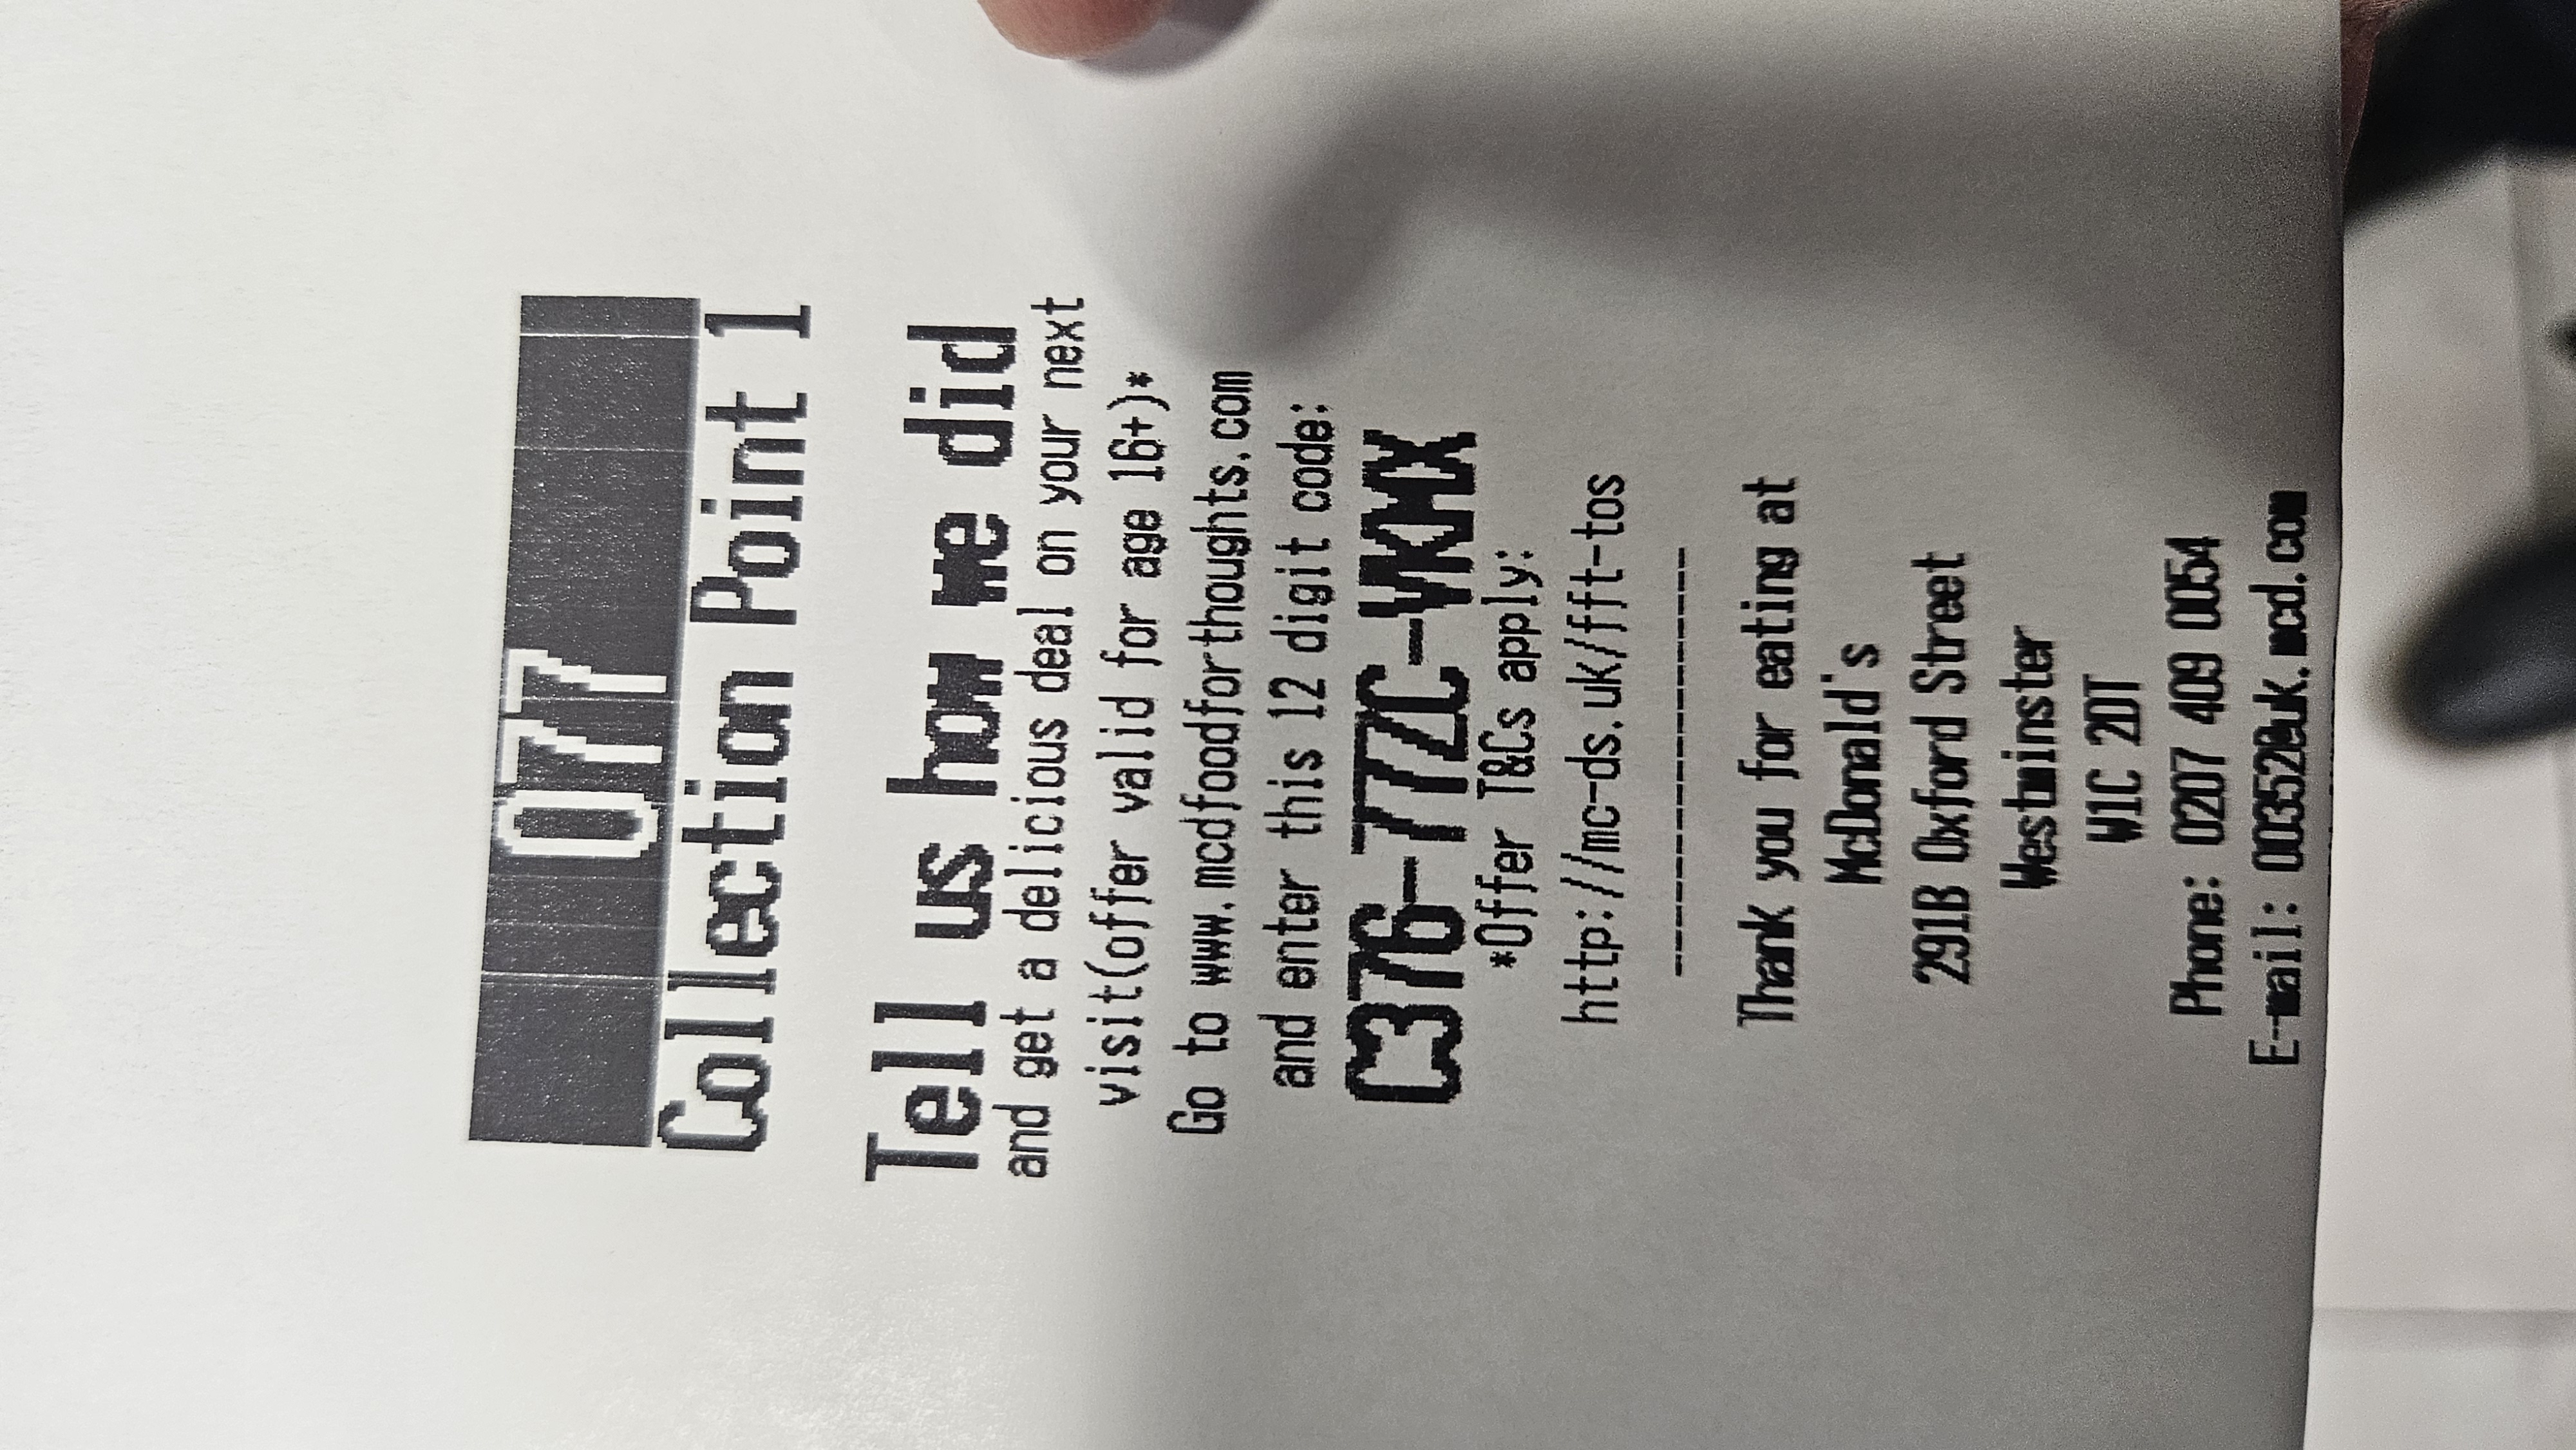 077
Collection Point 1
Tell us how we did
and get a delicious deal on your next
visit(offer valid for age 16+)*
Go to www.mcdfoodforthoughts.com
and enter this 12 digit code:
C376-77ZC-VKMX
*Offer T&Cs apply:
http://mc-ds.uk/fft-tos
----------------
Thank you for eating at
McDonald's
291B Oxford Street
Westminster
W1C 2DT
Phone: 0207 409 0054
E-mail: 00352@uk.mcd.com